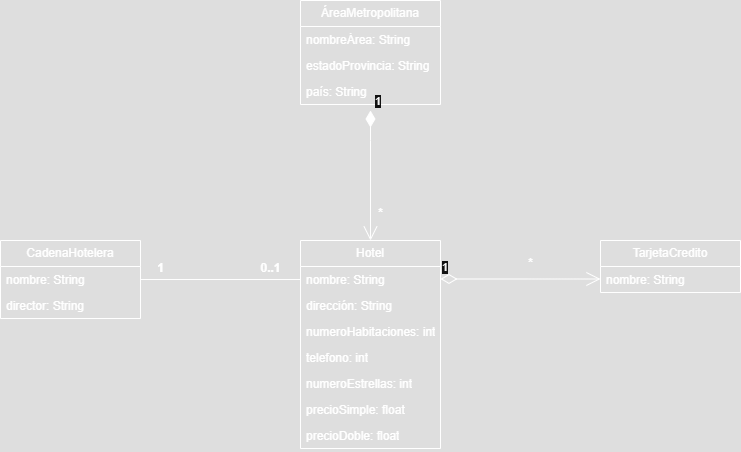 ÁreaMetropolitana
nombreÁrea: String
estadoProvincia: String
país: String
1
*
CadenaHotelera
nombre: String
director: String
1
0..1
Hotel
nombre: String
dirección: String
numeroHabitaciones: int
telefono: int
numeroEstrellas: int
precioSimple: float
precioDoble: float
1
*
TarjetaCredito
nombre: String